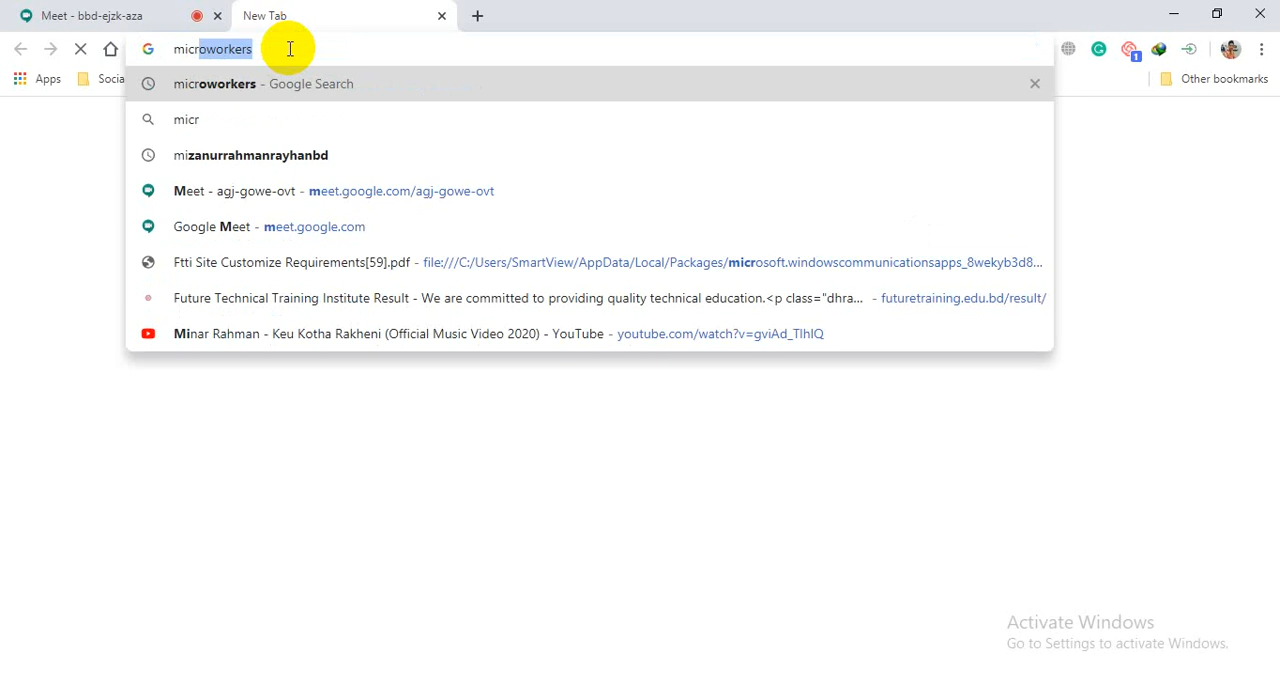 Meet - bbd-ejzk-aza
New Tab
microworkers
Apps
Socia
Other bookmarks
microworkers - Google Search
micr
mizanurrahmanrayhanbd
Meet - agj-gowe-ovt - meet.google.com/agj-gowe-ovt
Google Meet - meet.google.com
Ftti Site Customize Requirements[59].pdf - file:///C:/Users/SmartView/AppData/Local/Packages/microsoft.windowscommunicationsapps_8wekyb3d8...
Future Technical Training Institute Result - We are committed to providing quality technical education.<p class="dhra... - futuretraining.edu.bd/result/
Minar Rahman - Keu Kotha Rakheni (Official Music Video 2020) - YouTube - youtube.com/watch?v=gviAd_TlhIQ
Activate Windows
Go to Settings to activate Windows.
1